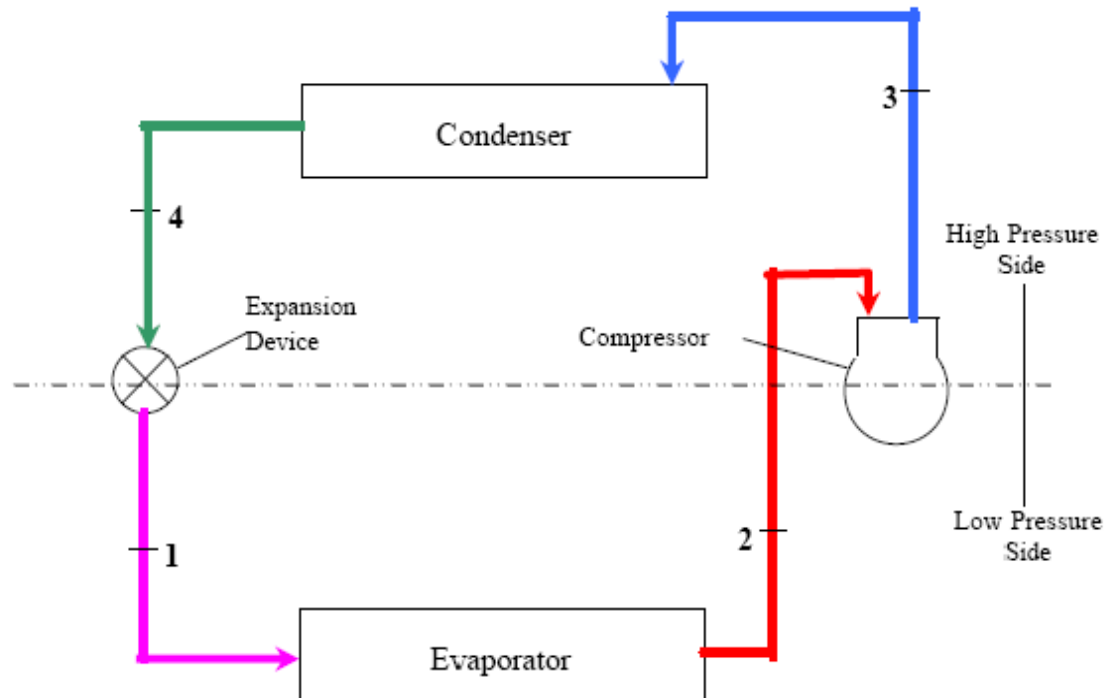 3
Condenser
4
High Pressure
Side
Expansion
Device
Compressor
Low Pressure
Side
2
1
Evaporator